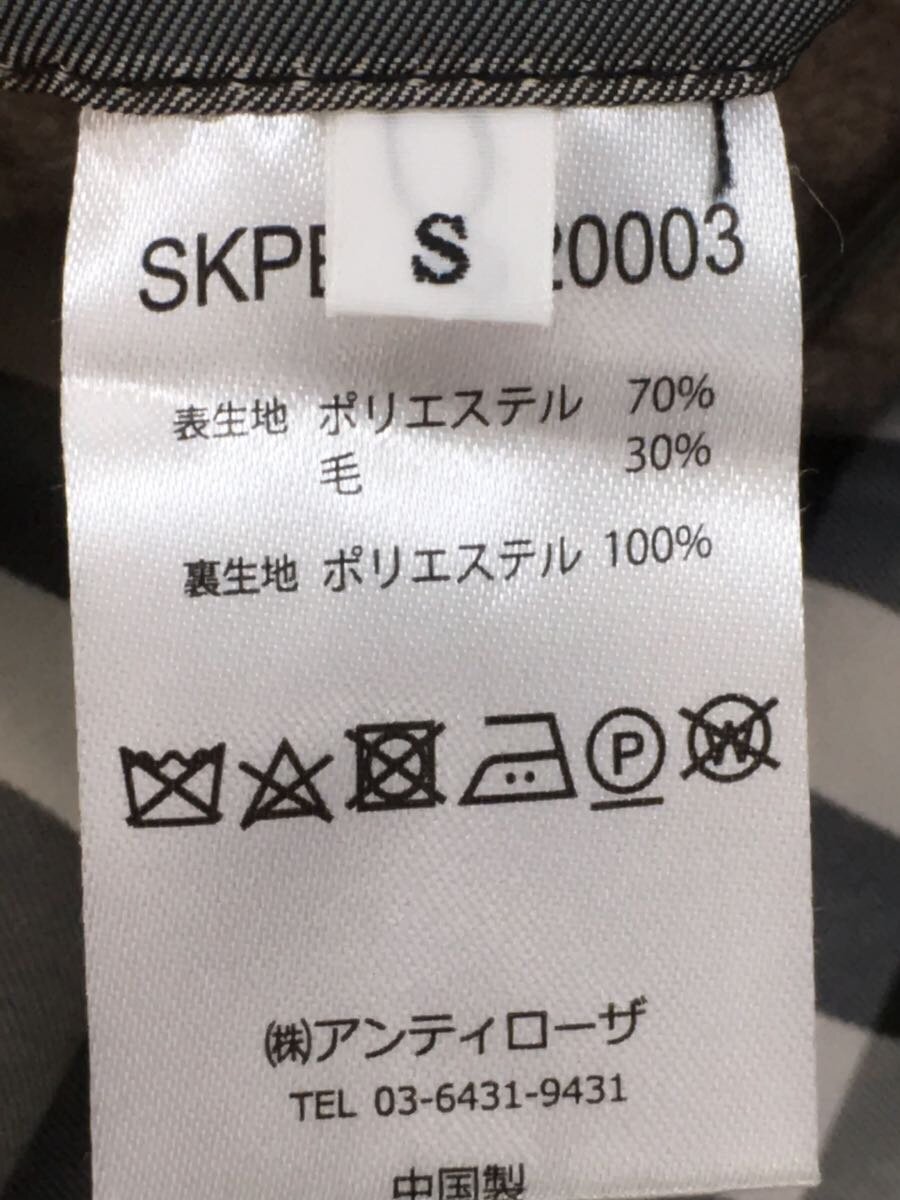 S
SKPE 20003
表生地 ポリエステル 70%
毛 30%
裏生地 ポリエステル 100%
P W
㈱アンティローザ
TEL 03-6431-9431
中国製